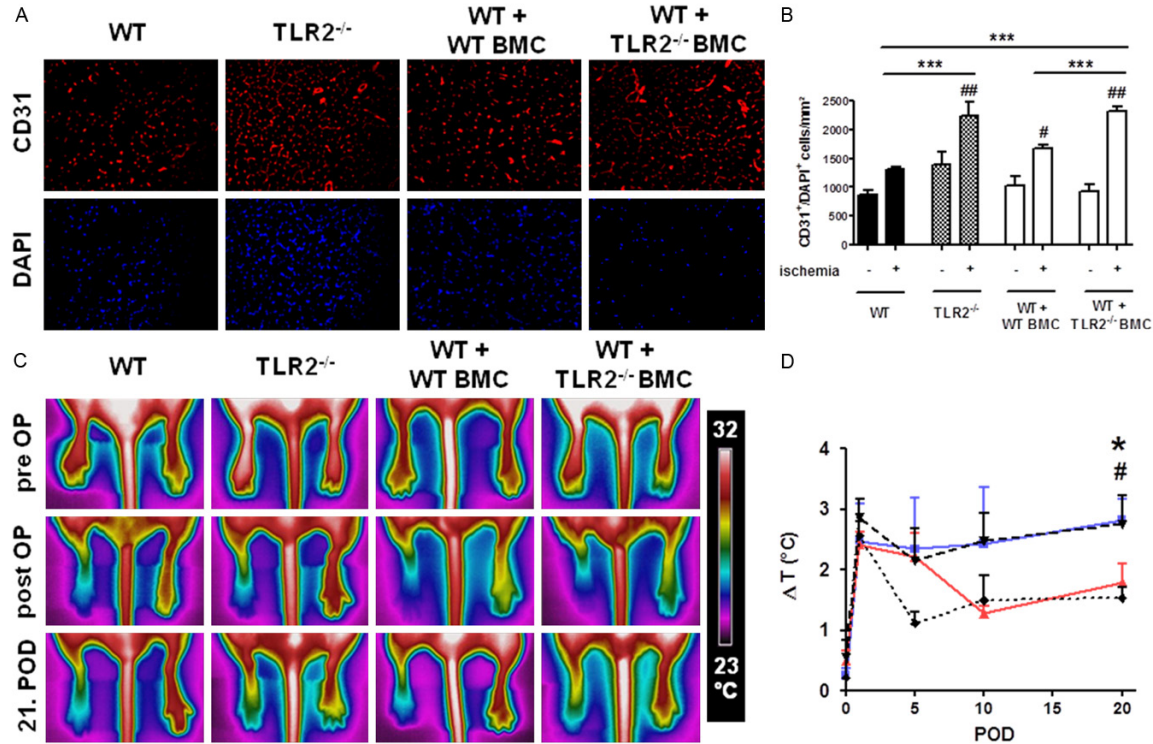 A
WT
TLR2-/-
WT +
WT BMC
WT +
TLR2-/- BMC
CD31
DAPI
B
***
***
***
##
#
##
CD31+/DAPI+ cells/mm²
2500
2000
1500
1000
500
0
ischemia - + - + - + - +
WT
TLR2-/-
WT +
WT BMC
WT +
TLR2-/- BMC
C
WT
TLR2-/-
WT +
WT BMC
WT +
TLR2-/- BMC
pre OP
post OP
21. POD
32
23
°C
D
*
#
Δ T (° C)
4
3
2
1
0
0 5 10 15 20
POD